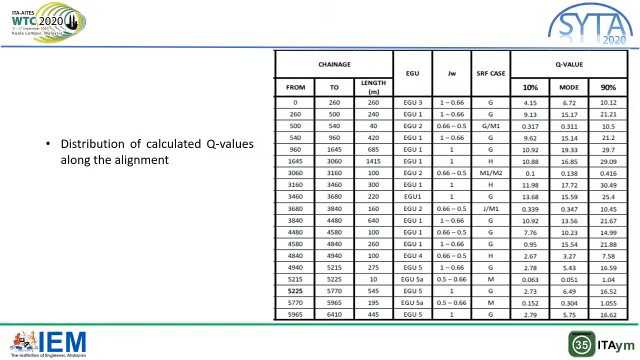 ITA-AITES
WTC 2020
11 - 17 September 2020
Kuala Lumpur, Malaysia
SYTA
2020
• Distribution of calculated Q-values
along the alignment
CHAINAGE EGU Jw SRF CASE Q-VALUE
FROM TO LENGTH (m) 10% MODE 90%
0 260 260 EGU 3 1 – 0.66 G 4.15 6.72 10.12
260 500 240 EGU 1 1 – 0.66 G 9.13 15.17 21.21
500 540 40 EGU 2 0.66 – 0.5 G/M1 0.317 0.311 10.5
540 960 420 EGU 1 1 – 0.66 G 9.14 15.15 21.2
960 1645 685 EGU 1 1 G 10.92 19.33 29.7
1645 3060 1415 EGU 1 1 H 10.88 16.85 29.09
3060 3160 100 EGU 2 0.66 – 0.5 M1/M2 0.1 0.138 0.416
3160 3460 300 EGU 1 1 H 11.98 17.72 30.49
3460 3680 220 EGU1 1 G 13.68 15.59 25.4
3680 3840 160 EGU 2 0.66 – 0.5 J/M1 0.339 0.347 10.45
3840 4480 640 EGU 1 1 – 0.66 G 10.92 13.56 21.67
4480 4580 100 EGU 1 0.66 – 0.5 G 7.76 10.23 14.99
4580 4840 260 EGU 1 1 – 0.66 G 0.95 15.54 21.88
4840 4940 100 EGU 4 0.66 – 0.5 H 2.67 3.27 7.58
4940 5215 275 EGU 5 1 – 0.66 G 2.78 5.43 16.59
5215 5225 10 EGU 5a 0.5 – 0.66 M 0.063 0.051 1.04
5225 5770 545 EGU 5 1 G 2.73 6.49 16.52
5770 5965 195 EGU 5a 0.5 – 0.66 M 0.152 0.304 1.055
5965 6410 445 EGU 5 1 G 2.79 5.75 16.62
IEM
The Institution of Engineers, Malaysia
35 ITAym